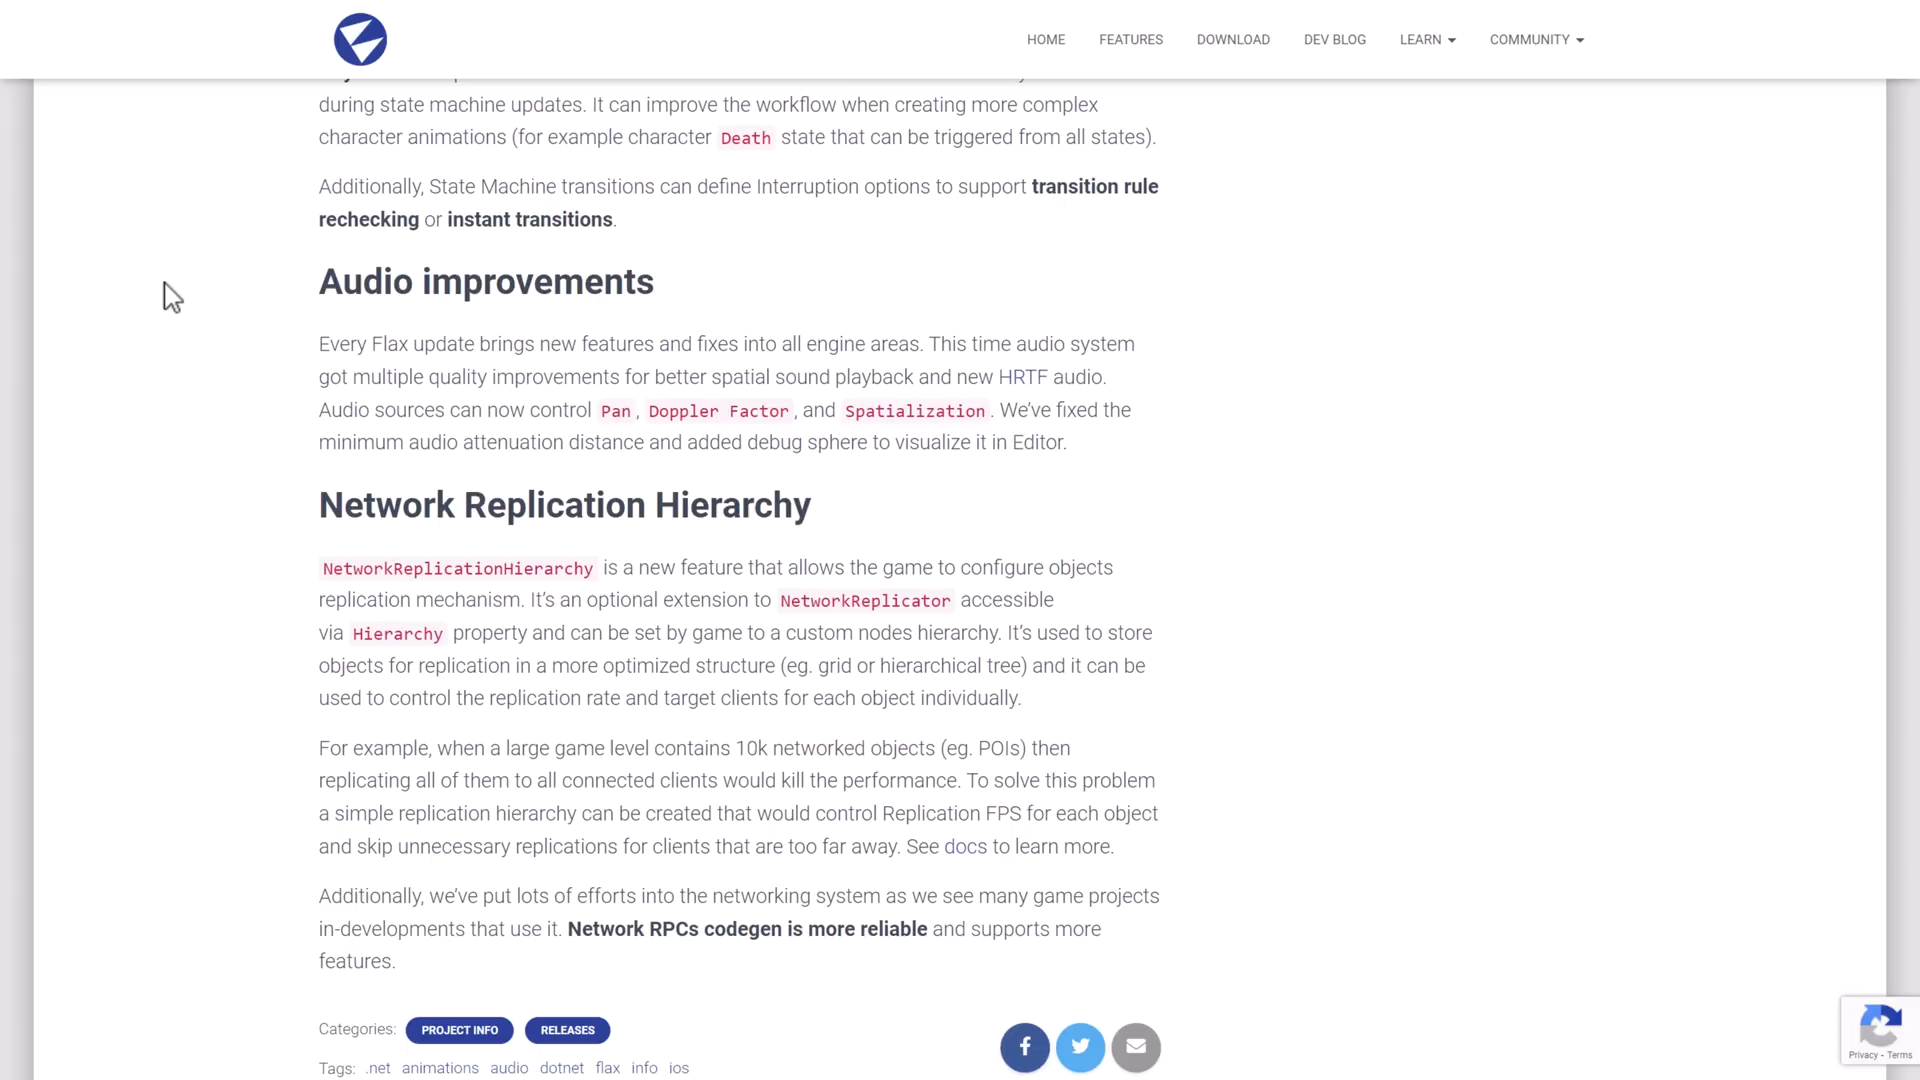 HOME FEATURES DOWNLOAD DEV BLOG LEARN COMMUNITY
during state machine updates. It can improve the workflow when creating more complex
character animations (for example character Death state that can be triggered from all states).
Additionally, State Machine transitions can define Interruption options to support transition rule
rechecking or instant transitions.
Audio improvements
Every Flax update brings new features and fixes into all engine areas. This time audio system
got multiple quality improvements for better spatial sound playback and new HRTF audio.
Audio sources can now control Pan, Doppler Factor, and Spatialization. We’ve fixed the
minimum audio attenuation distance and added debug sphere to visualize it in Editor.
Network Replication Hierarchy
NetworkReplicationHierarchy is a new feature that allows the game to configure objects
replication mechanism. It’s an optional extension to NetworkReplicator accessible
via Hierarchy property and can be set by game to a custom nodes hierarchy. It’s used to store
objects for replication in a more optimized structure (eg. grid or hierarchical tree) and it can be
used to control the replication rate and target clients for each object individually.
For example, when a large game level contains 10k networked objects (eg. POIs) then
replicating all of them to all connected clients would kill the performance. To solve this problem
a simple replication hierarchy can be created that would control Replication FPS for each object
and skip unnecessary replications for clients that are too far away. See docs to learn more.
Additionally, we’ve put lots of efforts into the networking system as we see many game projects
in-developments that use it. Network RPCs codegen is more reliable and supports more
features.
Categories: PROJECT INFO RELEASES
Tags: .net animations audio dotnet flax info ios
Privacy - Terms